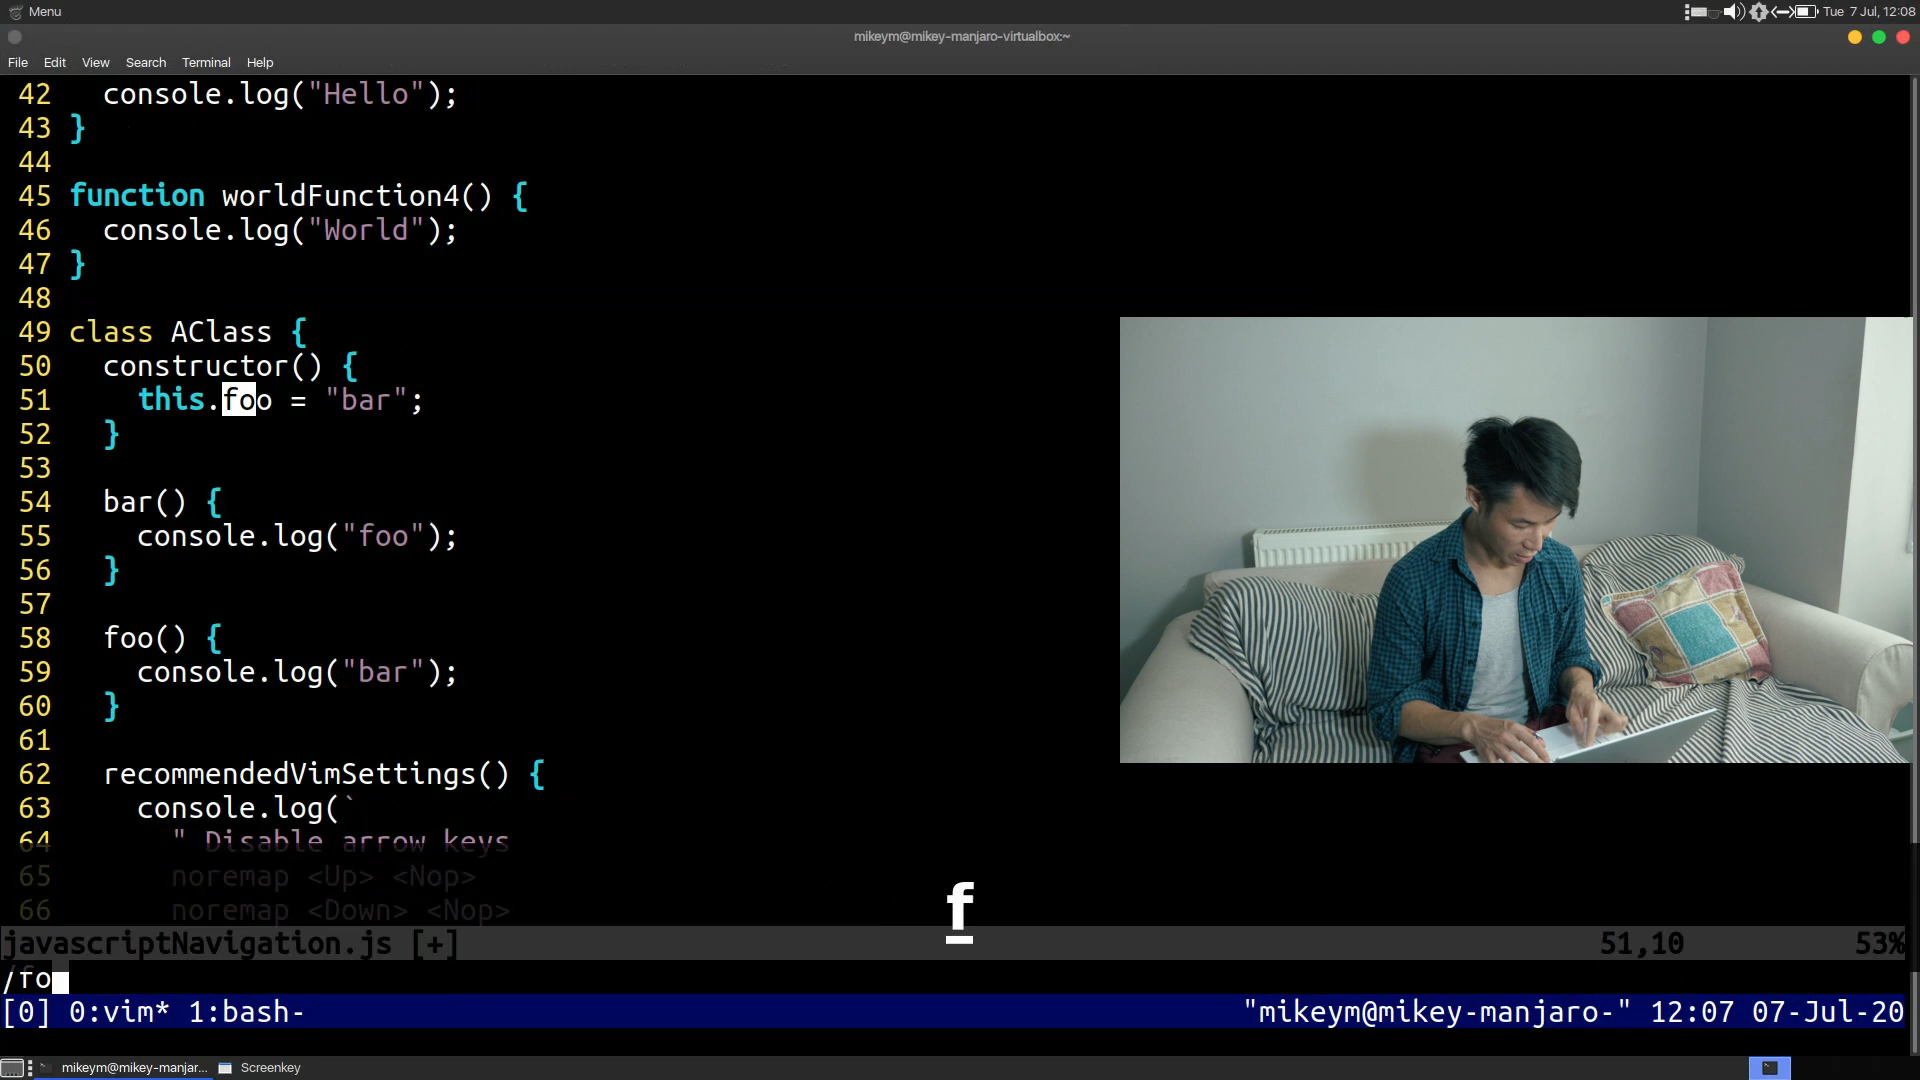 Menu
Tue 7 Jul, 12:08
mikeym@mikey-manjaro-virtualbox:~
File Edit View Search Terminal Help
42 console.log("Hello");
43 }
44
45 function worldFunction4() {
46 console.log("World");
47 }
48
49 class AClass {
50 constructor() {
51 this.foo = "bar";
52 }
53
54 bar() {
55 console.log("foo");
56 }
57
58 foo() {
59 console.log("bar");
60 }
61
62 recommendedVimSettings() {
63 console.log(`
64 " Disable arrow keys
65 noremap <Up> <Nop>
66 noremap <Down> <Nop>
f
javascriptNavigation.js [+] 51,10 53%
/fo
[0] 0:vim* 1:bash- "mikeym@mikey-manjaro-" 12:07 07-Jul-20
mikeym@mikey-manjar... Screenkey